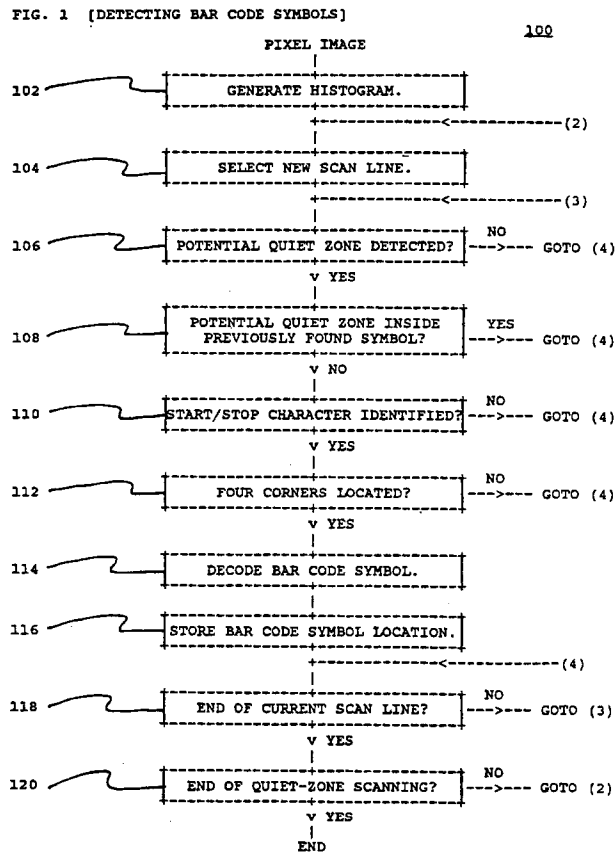 FIG. 1 [DETECTING BAR CODE SYMBOLS]
100
PIXEL IMAGE
102 GENERATE HISTOGRAM.
(2)
104 SELECT NEW SCAN LINE.
(3)
106 POTENTIAL QUIET ZONE DETECTED? NO GOTO (4)
v YES
108 POTENTIAL QUIET ZONE INSIDE
PREVIOUSLY FOUND SYMBOL? YES GOTO (4)
v NO
110 START/STOP CHARACTER IDENTIFIED? NO GOTO (4)
v YES
112 FOUR CORNERS LOCATED? NO GOTO (4)
v YES
114 DECODE BAR CODE SYMBOL.
116 STORE BAR CODE SYMBOL LOCATION.
(4)
118 END OF CURRENT SCAN LINE? NO GOTO (3)
v YES
120 END OF QUIET-ZONE SCANNING? NO GOTO (2)
v YES
END